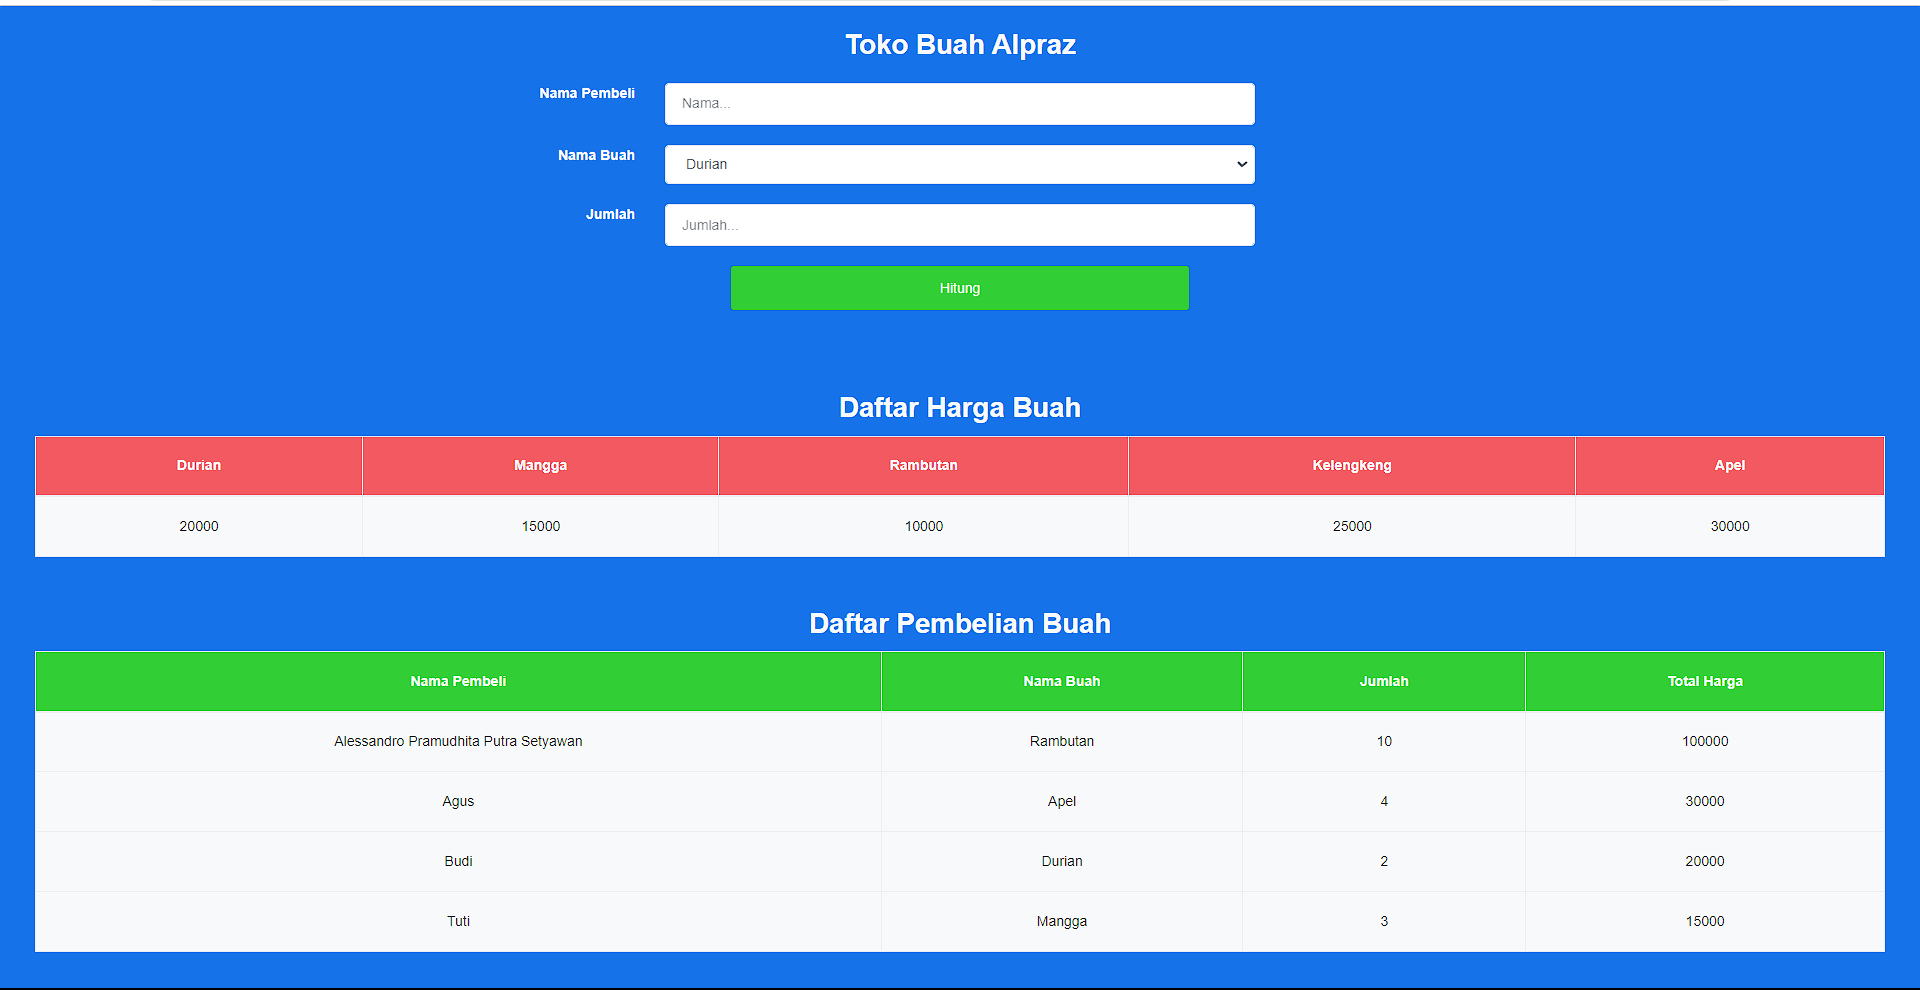 Toko Buah Alpraz
Nama Pembeli
Nama...
Nama Buah
Durian
Jumlah
Jumlah...
Hitung
Daftar Harga Buah
Durian Mangga Rambutan Kelengkeng Apel
20000 15000 10000 25000 30000
Daftar Pembelian Buah
Nama Pembeli Nama Buah Jumlah Total Harga
Alessandro Pramudhita Putra Setyawan Rambutan 10 100000
Agus Apel 4 30000
Budi Durian 2 20000
Tuti Mangga 3 15000